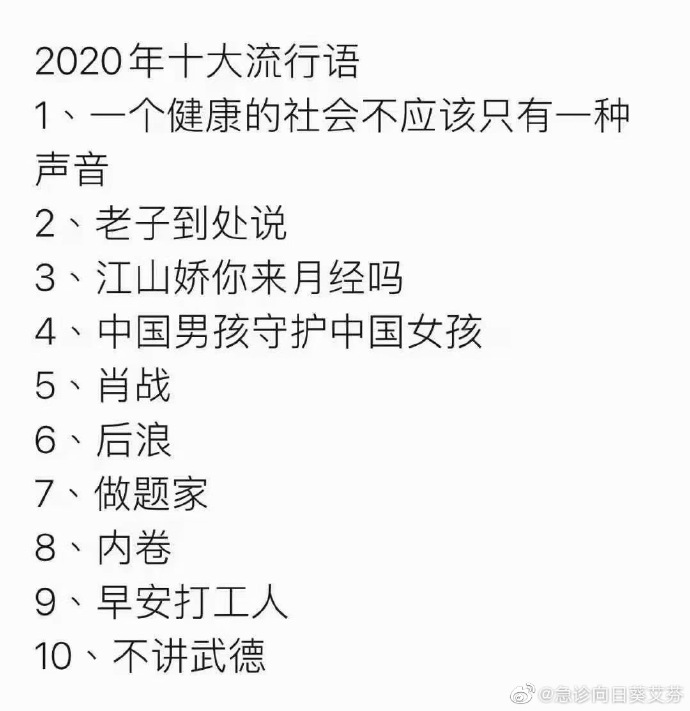 2020年十大流行语
1、一个健康的社会不应该只有一种
声音
2、老子到处说
3、江山娇你来月经吗
4、中国男孩守护中国女孩
5、肖战
6、后浪
7、做题家
8、内卷
9、早安打工人
10、不讲武德
@急诊向日葵艾芬